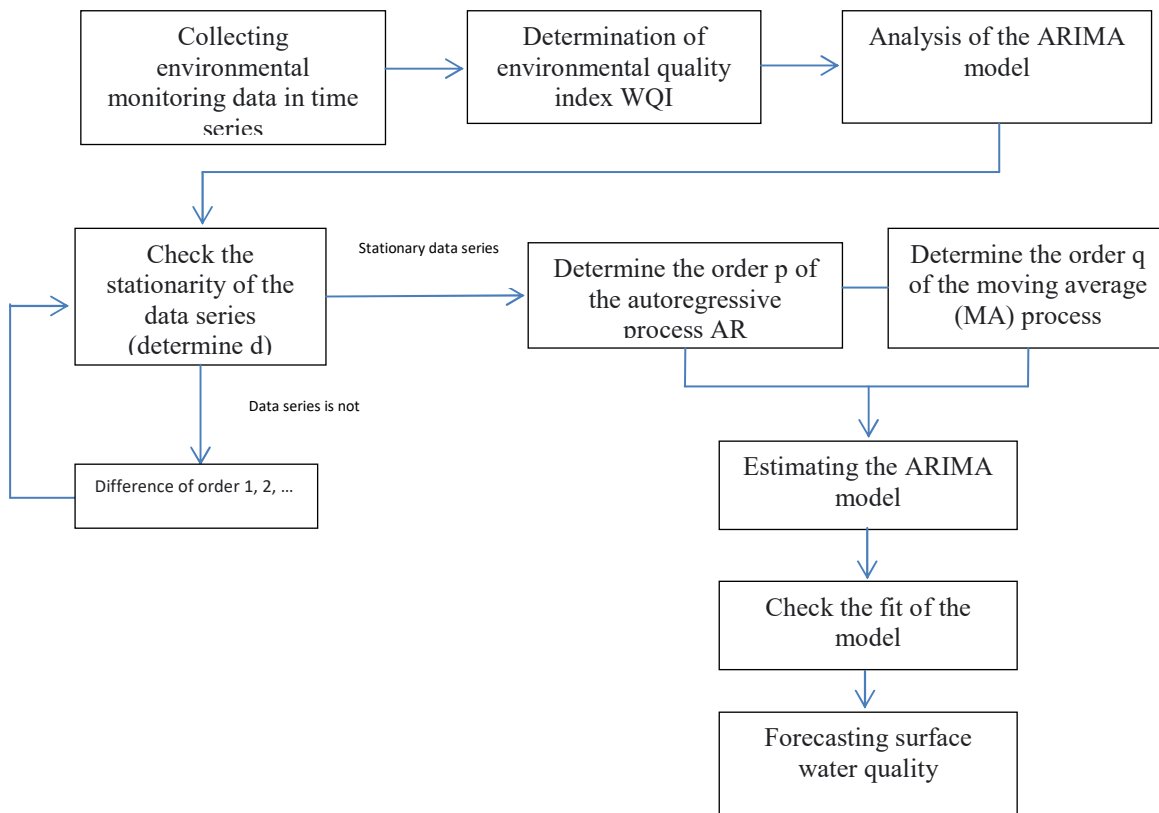 Collecting
environmental
monitoring data in time
series
Determination of
environmental quality
index WQI
Analysis of the ARIMA
model
Check the
stationarity of the
data series
(determine d)
Stationary data series
Determine the order p of
the autoregressive
process AR
Determine the order q
of the moving average
(MA) process
Data series is not
Difference of order 1, 2, ...
Estimating the ARIMA
model
Check the fit of the
model
Forecasting surface
water quality